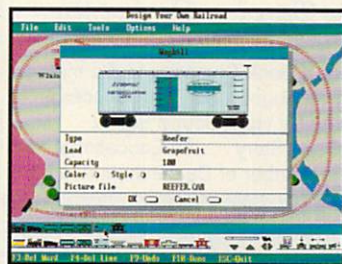 Design Your Own Railroad
File Edit Tools Options Help
Waybill
Type Reefer
Load Grapefruit
Capacity 100
Color Style
Picture file REEFER.CAR
OK Cancel
F3-Del Word F4-Del Line F9-Undo F10-Done ESC-Quit